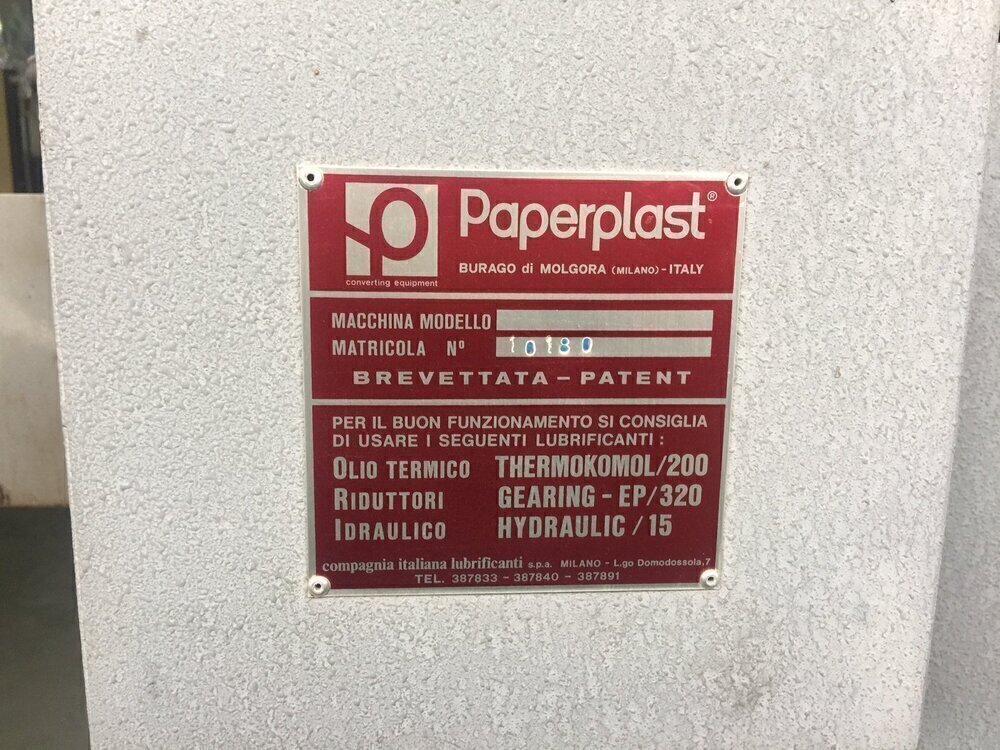 Paperplast®
converting equipment
BURAGO di MOLGORA (MILANO) - ITALY
MACCHINA MODELLO
MATRICOLA Nº 10180
BREVETTATA – PATENT
PER IL BUON FUNZIONAMENTO SI CONSIGLIA
DI USARE I SEGUENTI LUBRIFICANTI :
OLIO TERMICO THERMOKOMOL/200
RIDUTTORI GEARING - EP/320
IDRAULICO HYDRAULIC / 15
compagnia italiana lubrificanti s.p.a. MILANO - L.go Domodossola,7
TEL. 387833 - 387840 - 387891